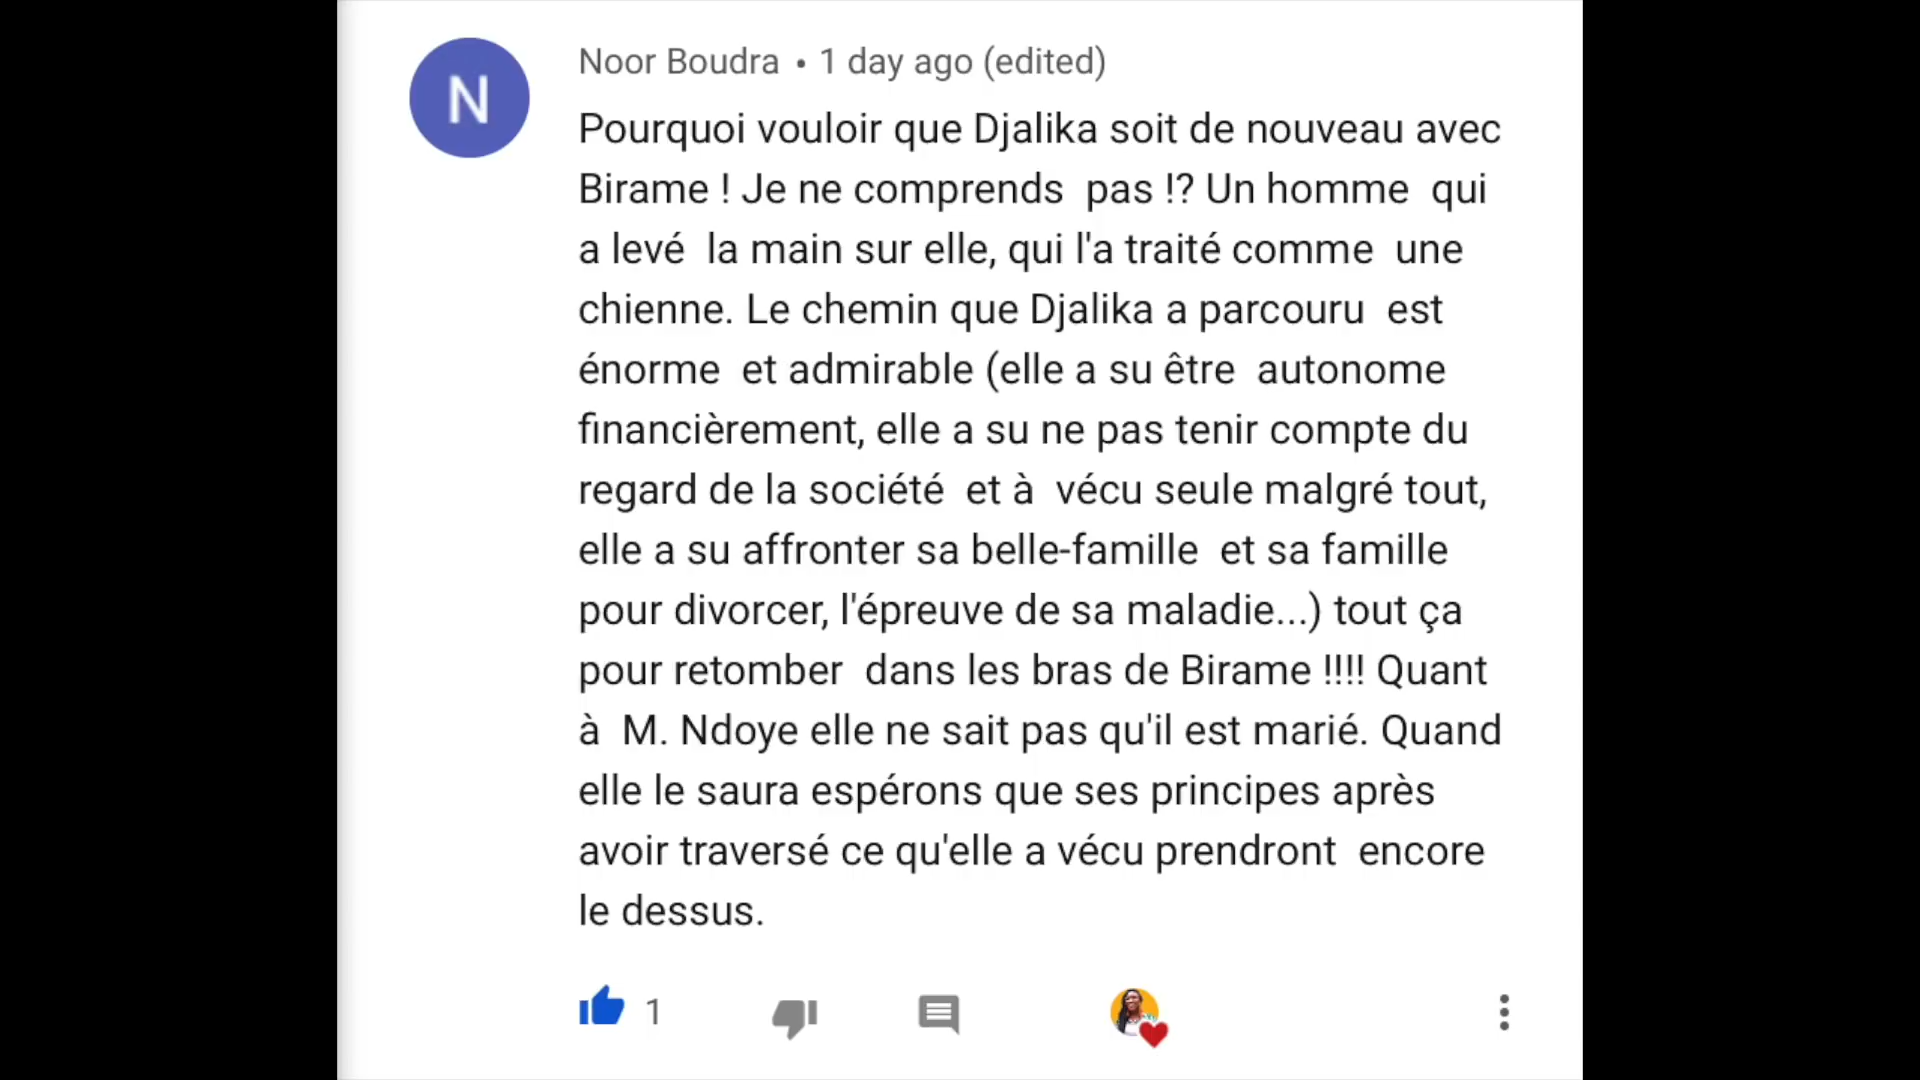 N
Noor Boudra • 1 day ago (edited)
Pourquoi vouloir que Djalika soit de nouveau avec
Birame ! Je ne comprends  pas !? Un homme  qui
a levé  la main sur elle, qui l'a traité comme  une
chienne. Le chemin que Djalika a parcouru  est
énorme  et admirable (elle a su être  autonome
financièrement, elle a su ne pas tenir compte du
regard de la société  et à  vécu seule malgré tout,
elle a su affronter sa belle-famille  et sa famille
pour divorcer, l'épreuve de sa maladie...) tout ça
pour retomber  dans les bras de Birame !!!! Quant
à  M. Ndoye elle ne sait pas qu'il est marié. Quand
elle le saura espérons que ses principes après
avoir traversé ce qu'elle a vécu prendront  encore
le dessus.
1